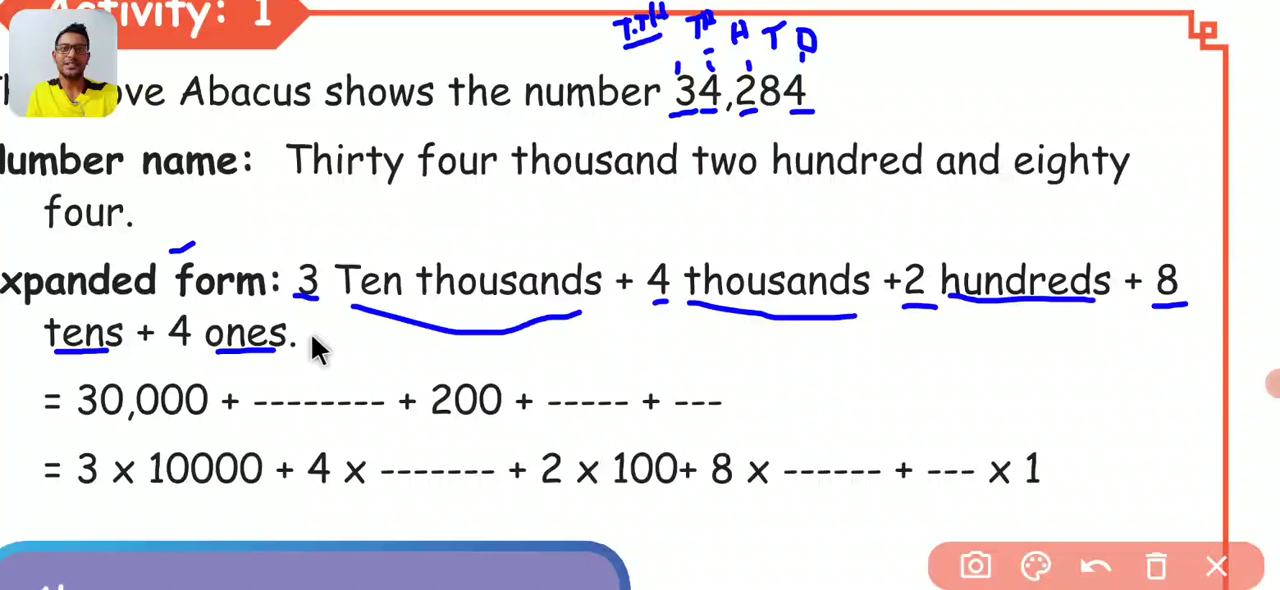 Activity: 1
T.TH TH H T O
ove Abacus shows the number 34,284
Number name: Thirty four thousand two hundred and eighty
four.
xpanded form: 3 Ten thousands + 4 thousands +2 hundreds + 8
tens + 4 ones.
= 30,000 + -------- + 200 + ----- + ---
= 3 x 10000 + 4 x ------- + 2 x 100+ 8 x ------ + --- x 1